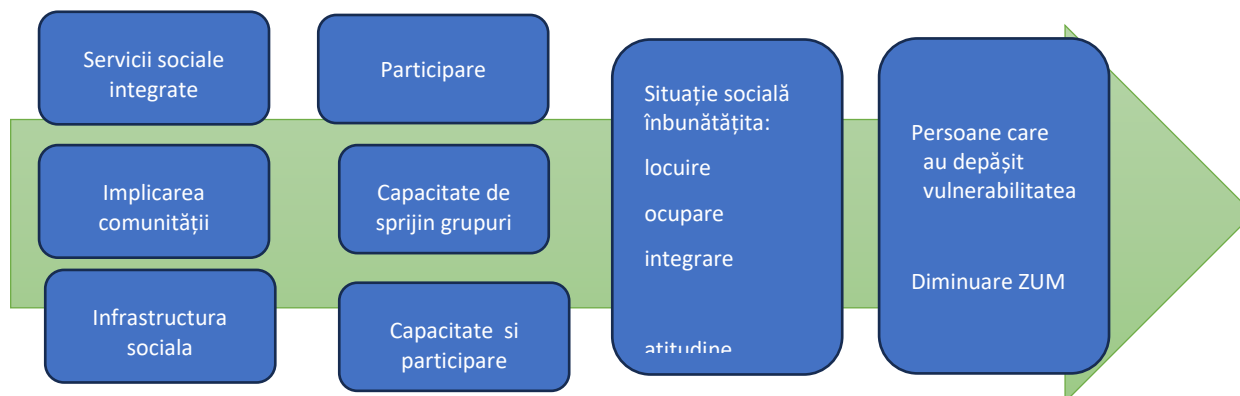 Servicii sociale
integrate
Implicarea
comunității
Infrastructura
sociala
Participare
Capacitate de
sprijin grupuri
Capacitate si
participare
Situație socială
înbunătățita:
locuire
ocupare
integrare
atitudine
Persoane care
au depășit
vulnerabilitatea
Diminuare ZUM